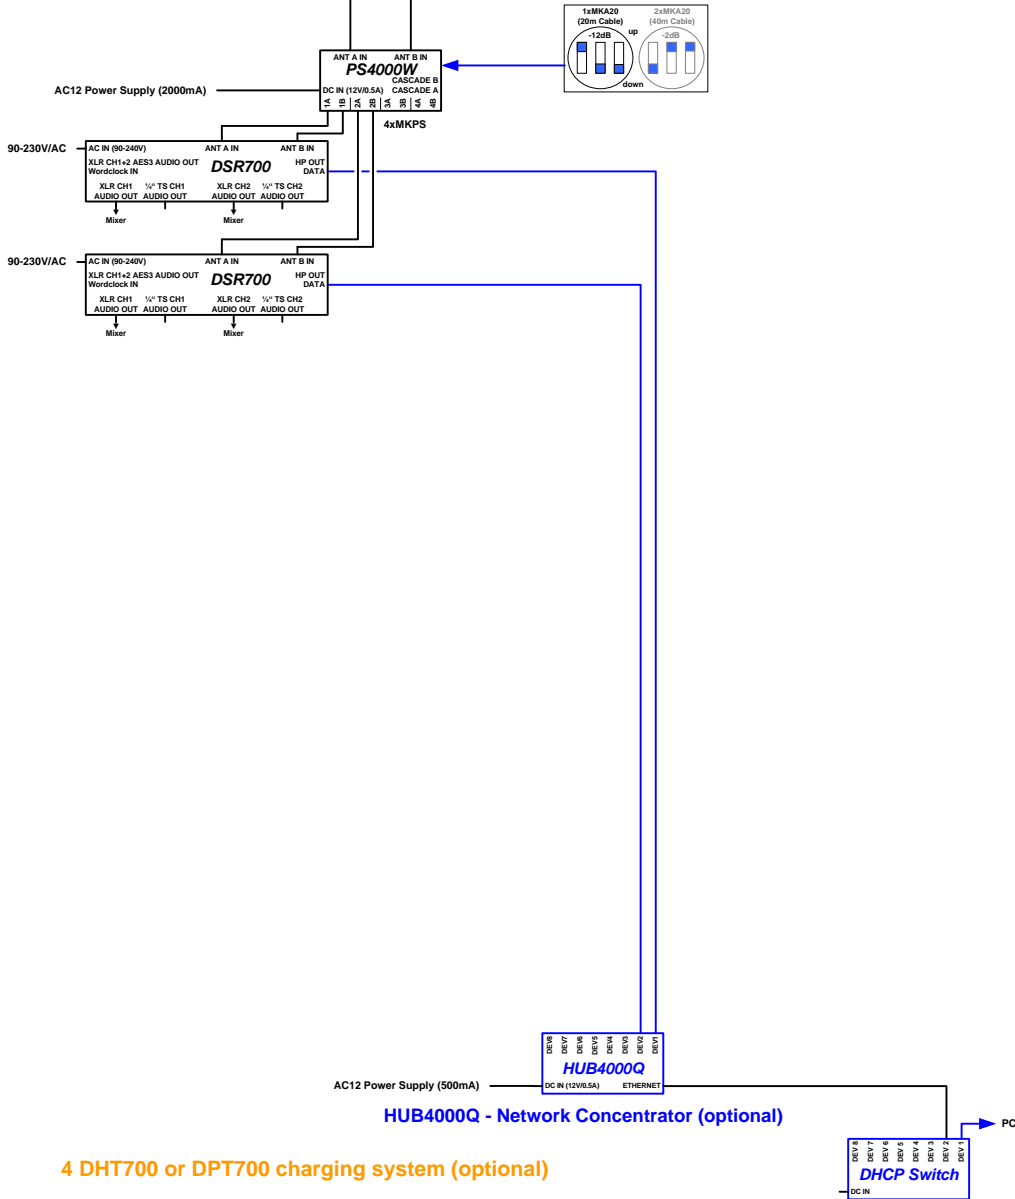 1xMKA20 2xMKA20
(20m Cable) (40m Cable)
-12dB up -2dB
down
ANT A IN ANT B IN
PS4000W
CASCADE B
DC IN (12V/0.5A) CASCADE A
1A 1B 2A 2B 3A 3B 4A 4B
AC12 Power Supply (2000mA)
4xMKPS
90-230V/AC
AC IN (90-240V) ANT A IN ANT B IN
XLR CH1+2 AES3 AUDIO OUT DSR700 HP OUT
Wordclock IN DATA
XLR CH1 ¼“ TS CH1 XLR CH2 ¼“ TS CH2
AUDIO OUT AUDIO OUT AUDIO OUT AUDIO OUT
Mixer Mixer
90-230V/AC
AC IN (90-240V) ANT A IN ANT B IN
XLR CH1+2 AES3 AUDIO OUT DSR700 HP OUT
Wordclock IN DATA
XLR CH1 ¼“ TS CH1 XLR CH2 ¼“ TS CH2
AUDIO OUT AUDIO OUT AUDIO OUT AUDIO OUT
Mixer Mixer
DEV8 DEV7 DEV6 DEV5 DEV4 DEV3 DEV2 DEV1
HUB4000Q
AC12 Power Supply (500mA)
DC IN (12V/0.5A) ETHERNET
HUB4000Q - Network Concentrator (optional)
PC
DEV 8 DEV 7 DEV 6 DEV 5 DEV 4 DEV 3 DEV 2 DEV 1
DHCP Switch
DC IN
4 DHT700 or DPT700 charging system (optional)